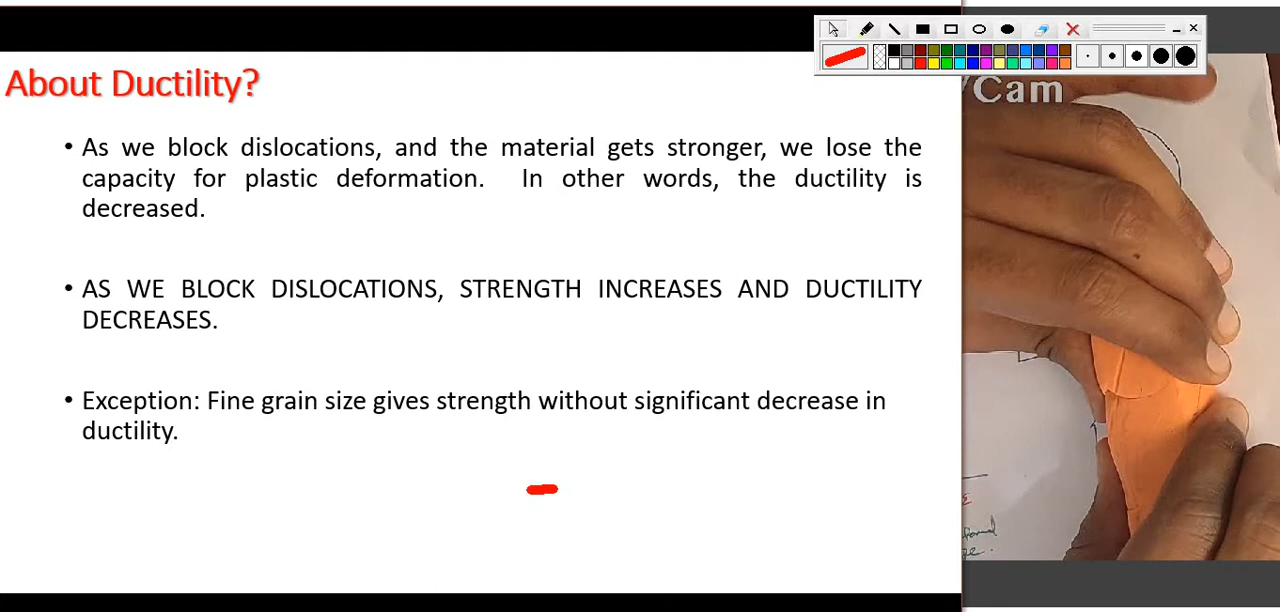 /Cam
About Ductility?
• As we block dislocations, and the material gets stronger, we lose the
capacity for plastic deformation. In other words, the ductility is
decreased.
• AS WE BLOCK DISLOCATIONS, STRENGTH INCREASES AND DUCTILITY
DECREASES.
• Exception: Fine grain size gives strength without significant decrease in
ductility.